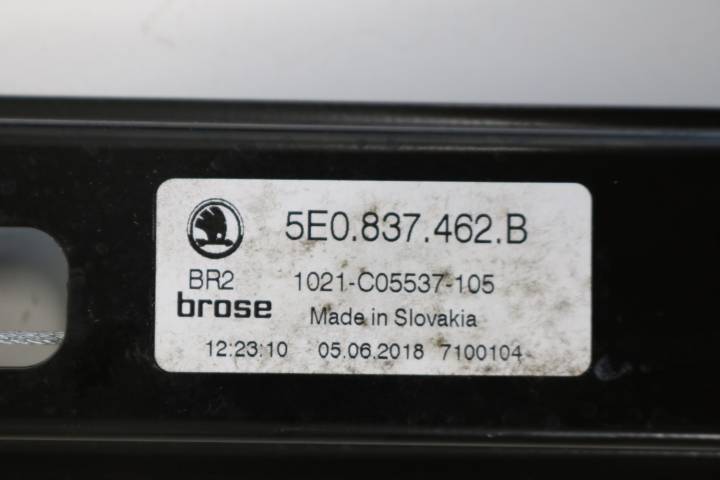 5E0.837.462.B
BR2 1021-C05537-105
brose Made in Slovakia
12:23:10 05.06.2018 7100104